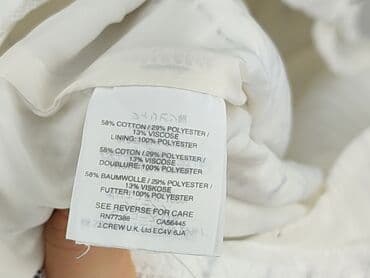 58% COTTON / 29% POLYESTER /
13% VISCOSE
LINING: 100% POLYESTER
58% COTON / 29% POLYESTER /
13% VISCOSE
DOUBLURE: 100% POLYESTER
58% BAUMWOLLE / 29% POLYESTER /
13% VISKOSE
FUTTER: 100% POLYESTER
SEE REVERSE FOR CARE
RN77388 CA56445
J.CREW U.K. Ltd.EC4V 6JA